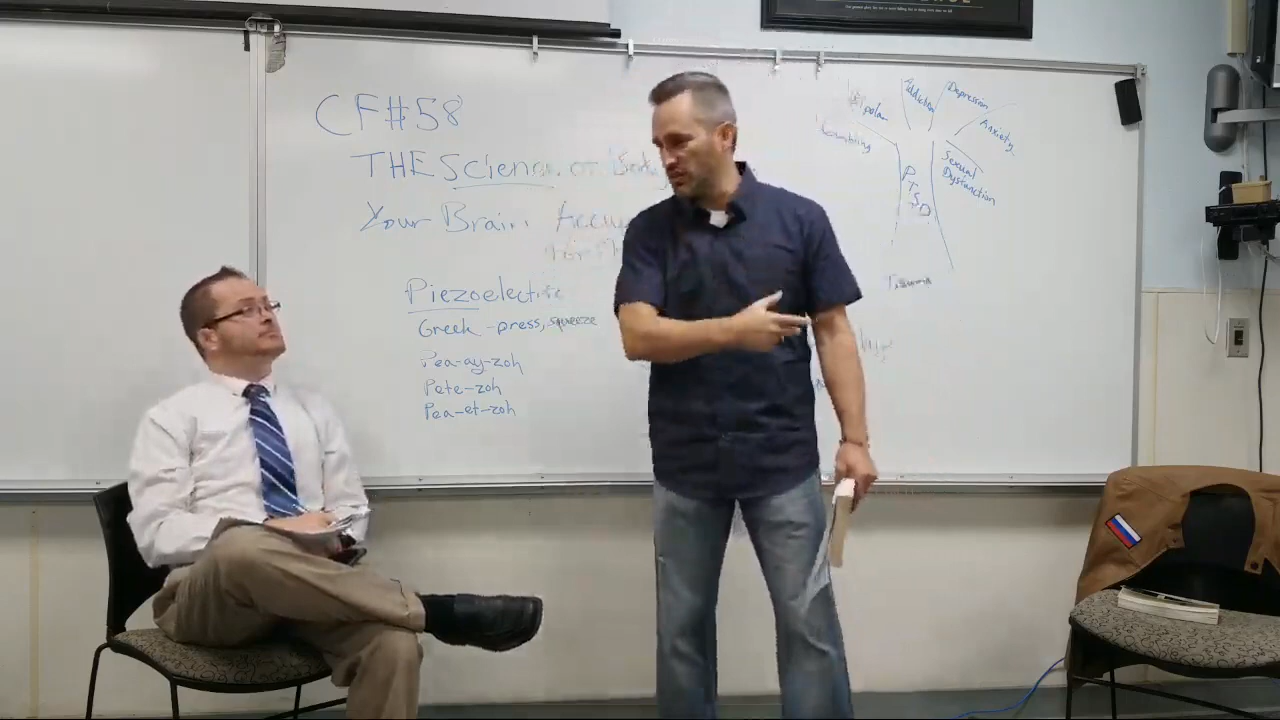 CF#58
THE Science of Body
Your Brain
Piezoelectric
Greek - press, squeeze
Pea-ay-zoh
Pete-zoh
Pea-et-zoh
Bipolar
Addiction
Depression
Anxiety
Gambling
Sexual
Dysfunction
PTSD
Trauma